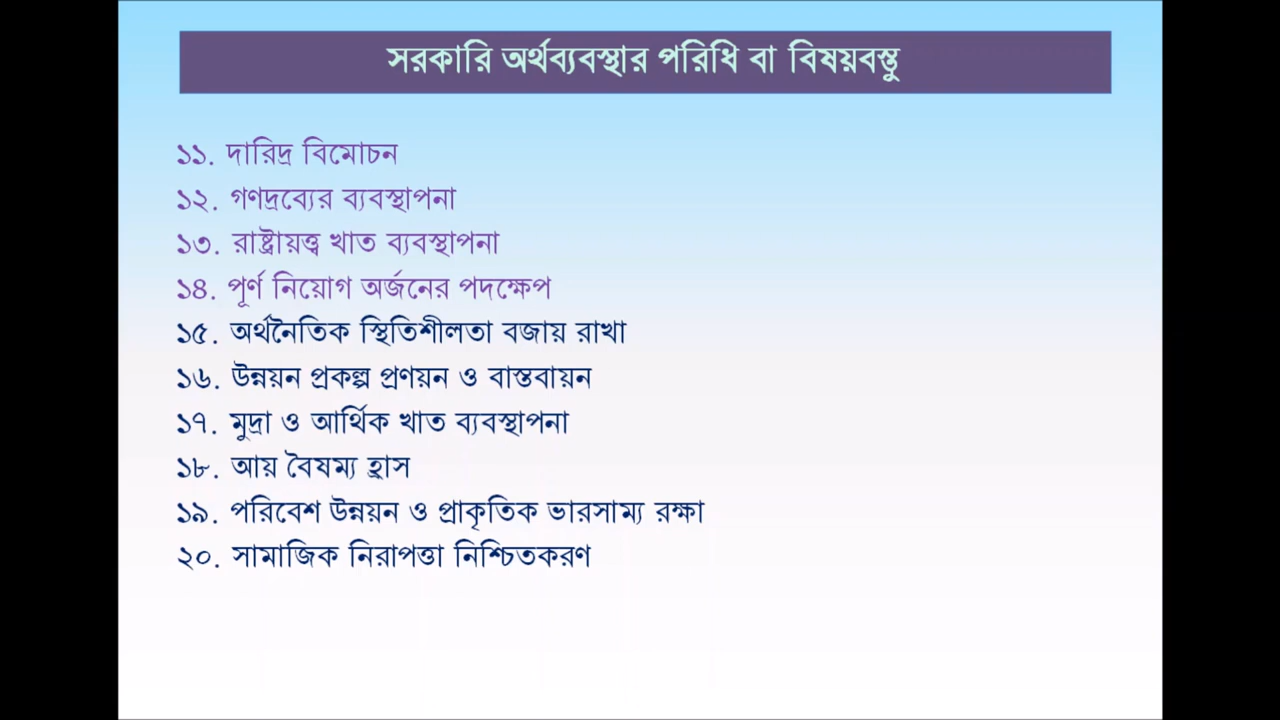 সরকারি অর্থব্যবস্থার পরিধি বা বিষয়বস্তু
১১. দারিদ্র বিমোচন
১২. গণদ্রব্যের ব্যবস্থাপনা
১৩. রাষ্ট্রায়ত্ত্ব খাত ব্যবস্থাপনা
১৪. পূর্ণ নিয়োগ অর্জনের পদক্ষেপ
১৫. অর্থনৈতিক স্থিতিশীলতা বজায় রাখা
১৬. উন্নয়ন প্রকল্প প্রণয়ন ও বাস্তবায়ন
১৭. মুদ্রা ও আর্থিক খাত ব্যবস্থাপনা
১৮. আয় বৈষম্য হ্রাস
১৯. পরিবেশ উন্নয়ন ও প্রাকৃতিক ভারসাম্য রক্ষা
২০. সামাজিক নিরাপত্তা নিশ্চিতকরণ